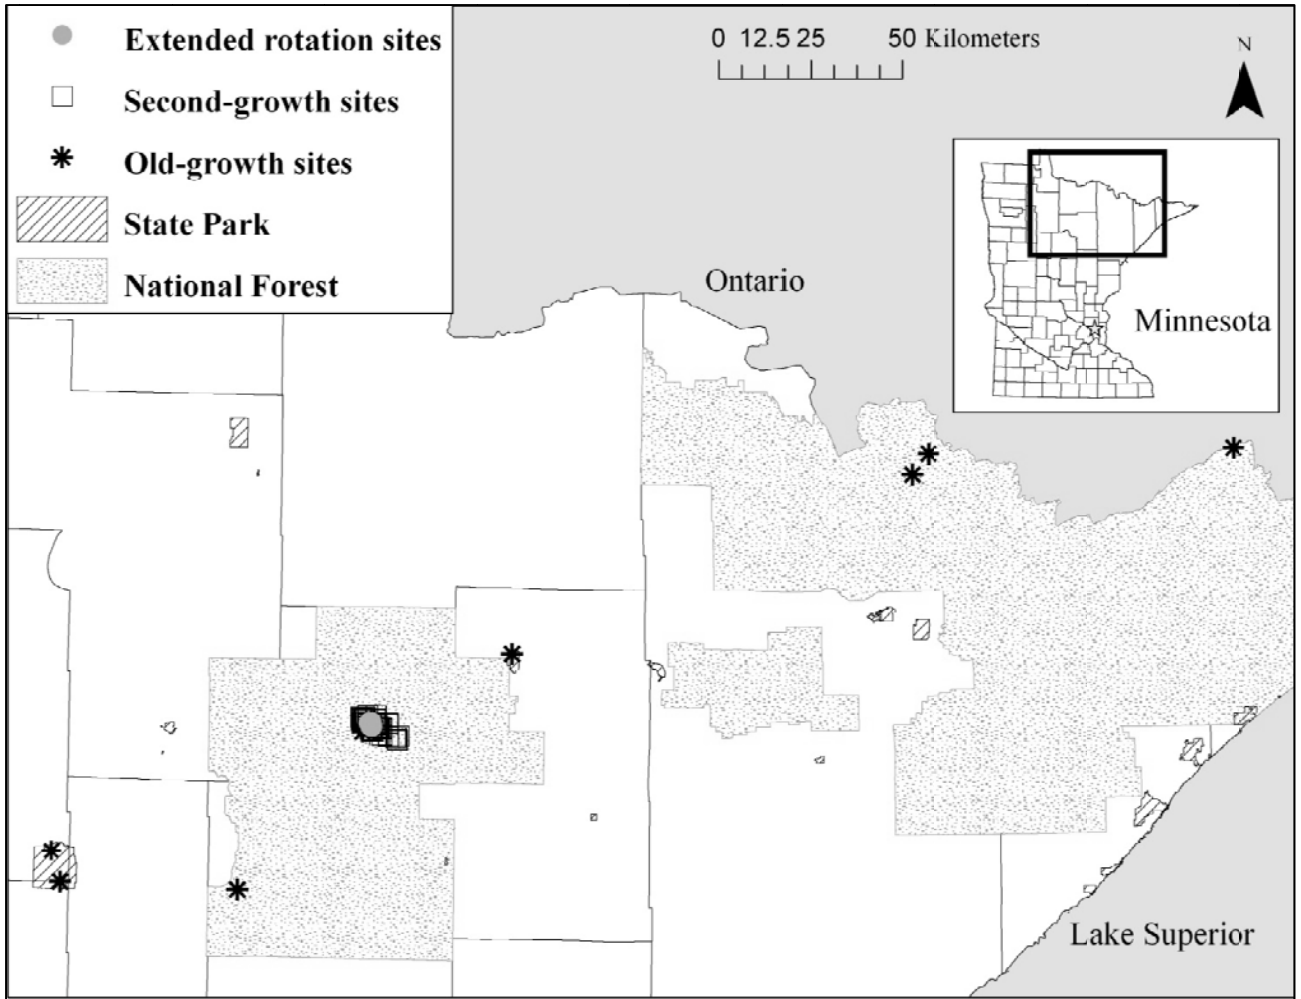 Extended rotation sites
Second-growth sites
Old-growth sites
State Park
National Forest
0 12.5 25 50 Kilometers
N
Minnesota
Ontario
Lake Superior